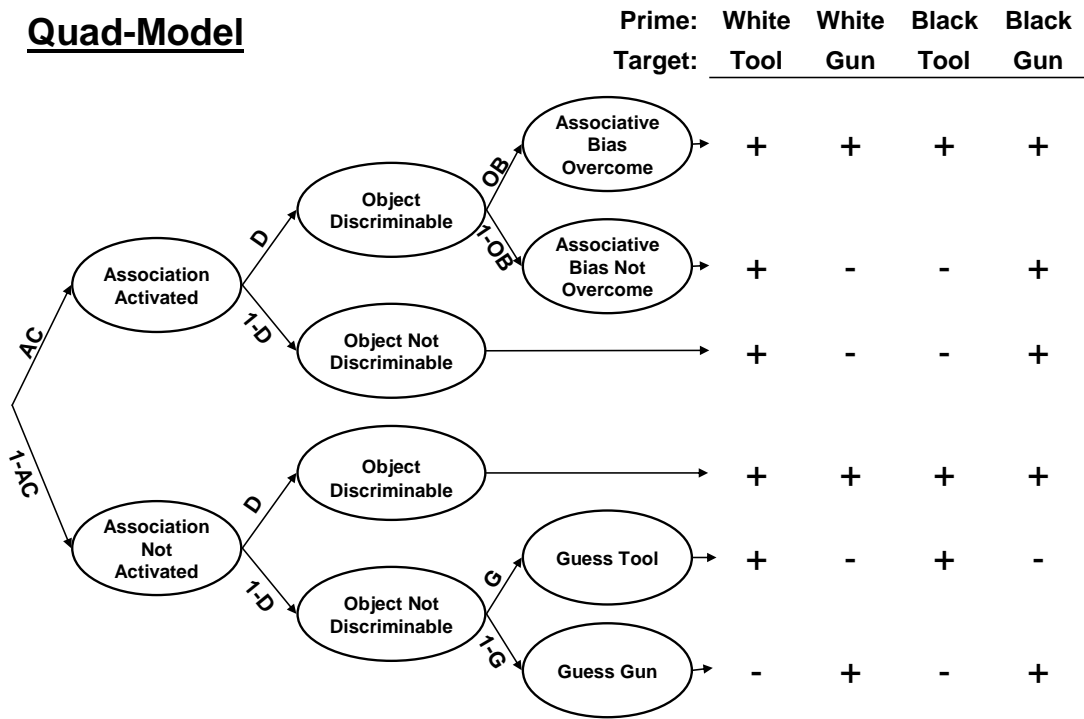 Quad-Model
Prime: White White Black Black
Target: Tool Gun Tool Gun
Associative
Bias
Overcome
+ + + +
OB
Object
Discriminable
D
1-OB
Associative
Bias Not
Overcome
+ - - +
Association
Activated
AC
1-D
Object Not
Discriminable
+ - - +
1-AC
Object
Discriminable
+ + + +
D
Association
Not
Activated
Guess Tool
+ - + -
G
1-D
Object Not
Discriminable
1-G
Guess Gun
- + - +